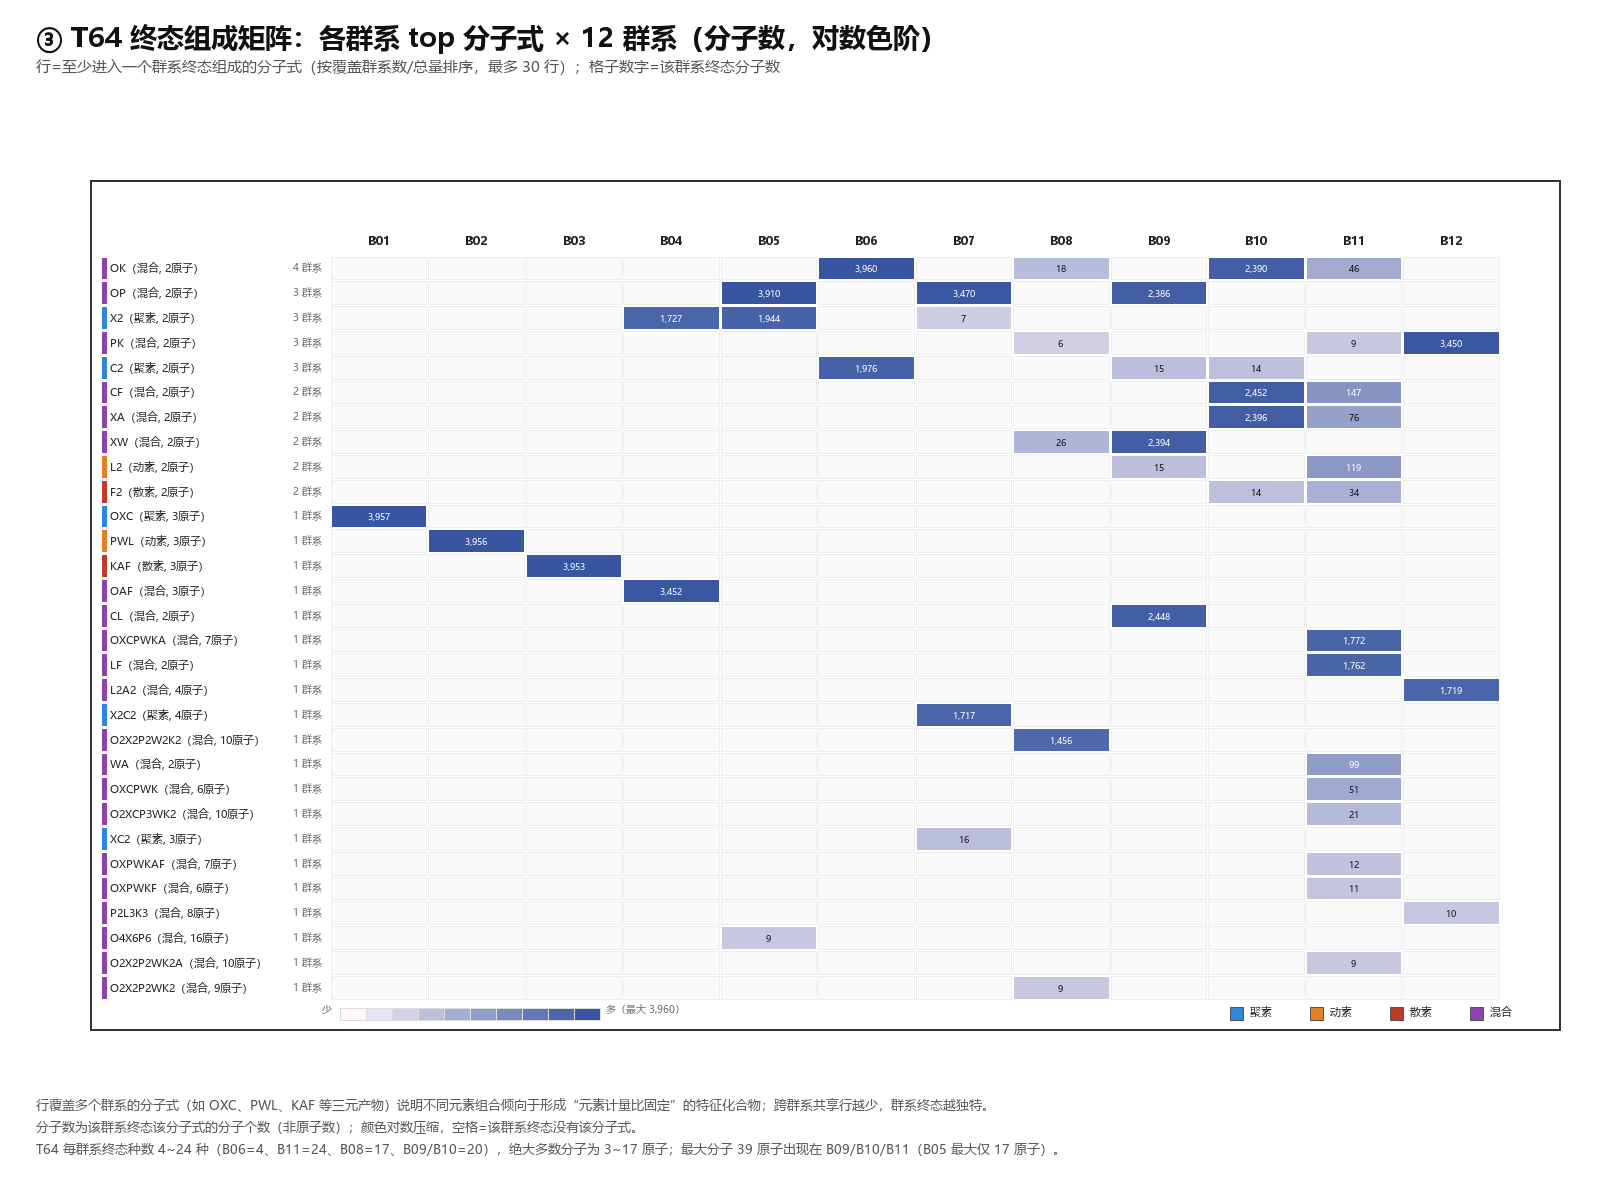 ③ T64 终态组成矩阵：各群系 top 分子式 × 12 群系（分子数，对数色阶）
行=至少进入一个群系终态组成的分子式（按覆盖群系数/总量排序，最多 30 行）；格子数字=该群系终态分子数
B01 B02 B03 B04 B05 B06 B07 B08 B09 B10 B11 B12
OK（混合, 2原子） 4 群系 3,960 18 2,390 46
OP（混合, 2原子） 3 群系 3,910 3,470 2,386
X2（聚素, 2原子） 3 群系 1,727 1,944 7
PK（混合, 2原子） 3 群系 6 9 3,450
C2（聚素, 2原子） 3 群系 1,976 15 14
CF（混合, 2原子） 2 群系 2,452 147
XA（混合, 2原子） 2 群系 2,396 76
XW（混合, 2原子） 2 群系 26 2,394
L2（动素, 2原子） 2 群系 15 119
F2（散素, 2原子） 2 群系 14 34
OXC（聚素, 3原子） 1 群系 3,957
PWL（动素, 3原子） 1 群系 3,956
KAF（散素, 3原子） 1 群系 3,953
OAF（混合, 3原子） 1 群系 3,452
CL（混合, 2原子） 1 群系 2,448
OXCPWKA（混合, 7原子） 1 群系 1,772
LF（混合, 2原子） 1 群系 1,762
L2A2（混合, 4原子） 1 群系 1,719
X2C2（聚素, 4原子） 1 群系 1,717
O2X2P2W2K2（混合, 10原子） 1 群系 1,456
WA（混合, 2原子） 1 群系 99
OXCPWK（混合, 6原子） 1 群系 51
O2XCP3WK2（混合, 10原子） 1 群系 21
XC2（聚素, 3原子） 1 群系 16
OXPWKAF（混合, 7原子） 1 群系 12
OXPWKF（混合, 6原子） 1 群系 11
P2L3K3（混合, 8原子） 1 群系 10
O4X6P6（混合, 16原子） 1 群系 9
O2X2P2WK2A（混合, 10原子） 1 群系 9
O2X2P2WK2（混合, 9原子） 1 群系 9
少 多（最大 3,960） 聚素 动素 散素 混合
行覆盖多个群系的分子式（如 OXC、PWL、KAF 等三元产物）说明不同元素组合倾向于形成“元素计量比固定”的特征化合物；跨群系共享行越少，群系终态越独特。
分子数为该群系终态该分子式的分子个数（非原子数）；颜色对数压缩，空格=该群系终态没有该分子式。
T64 每群系终态种数 4~24 种（B06=4、B11=24、B08=17、B09/B10=20），绝大多数分子为 3~17 原子；最大分子 39 原子出现在 B09/B10/B11（B05 最大仅 17 原子）。